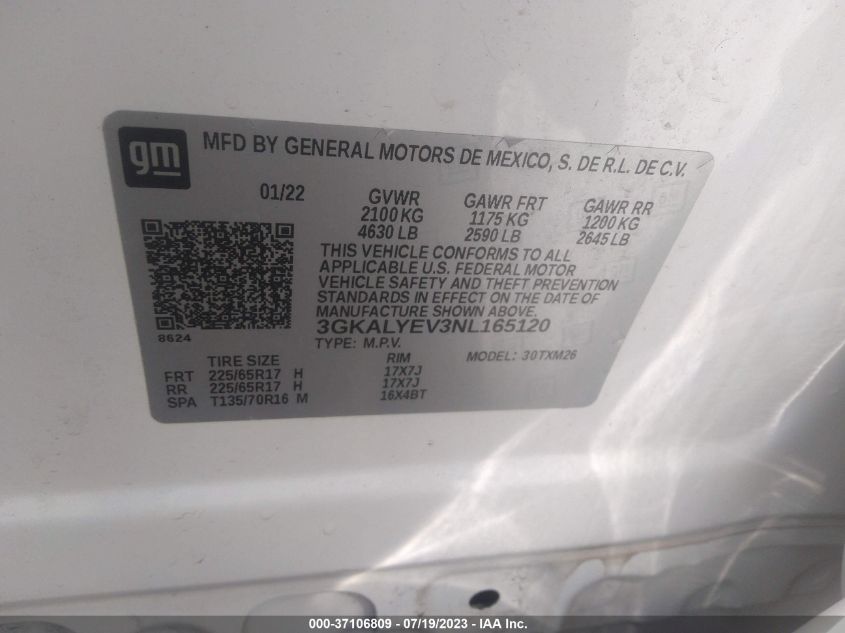 gm
MFD BY GENERAL MOTORS DE MEXICO, S. DE R.L. DE C.V.
01/22 GVWR GAWR FRT GAWR RR
2100 KG 1175 KG 1200 KG
4630 LB 2590 LB 2645 LB
THIS VEHICLE CONFORMS TO ALL
APPLICABLE U.S. FEDERAL MOTOR
VEHICLE SAFETY AND THEFT PREVENTION
STANDARDS IN EFFECT ON THE DATE OF
MANUFACTURE SHOWN ABOVE.
8624 3GKALYEV3NL165120
TYPE: M.P.V. MODEL: 30TXM26
TIRE SIZE RIM
FRT 225/65R17 H 17X7J
RR 225/65R17 H 17X7J
SPA T135/70R16 M 16X4BT
000-37106809 - 07/19/2023 - IAA Inc.